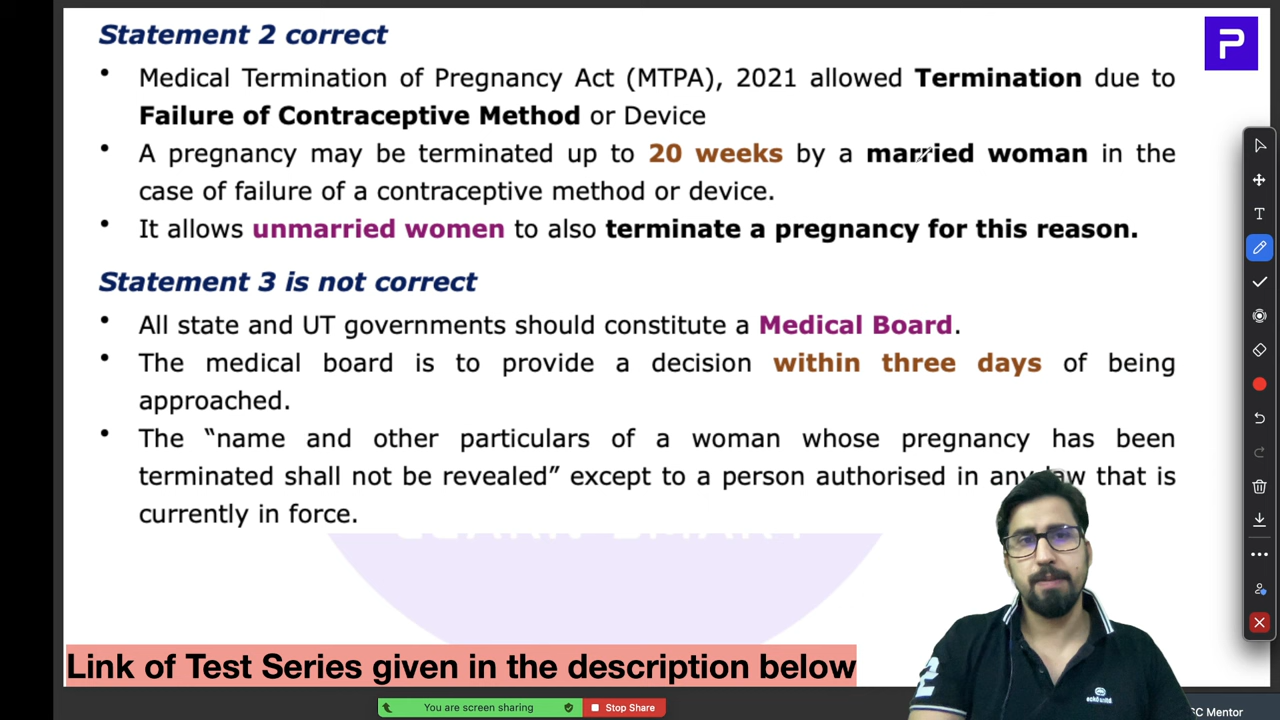 Statement 2 correct
• Medical Termination of Pregnancy Act (MTPA), 2021 allowed Termination due to
Failure of Contraceptive Method or Device
• A pregnancy may be terminated up to 20 weeks by a married woman in the
case of failure of a contraceptive method or device.
• It allows unmarried women to also terminate a pregnancy for this reason.
Statement 3 is not correct
• All state and UT governments should constitute a Medical Board.
• The medical board is to provide a decision within three days of being
approached.
• The “name and other particulars of a woman whose pregnancy has been
terminated shall not be revealed” except to a person authorised in any law that is
currently in force.
Link of Test Series given in the description below
You are screen sharing
Stop Share
SC Mentor